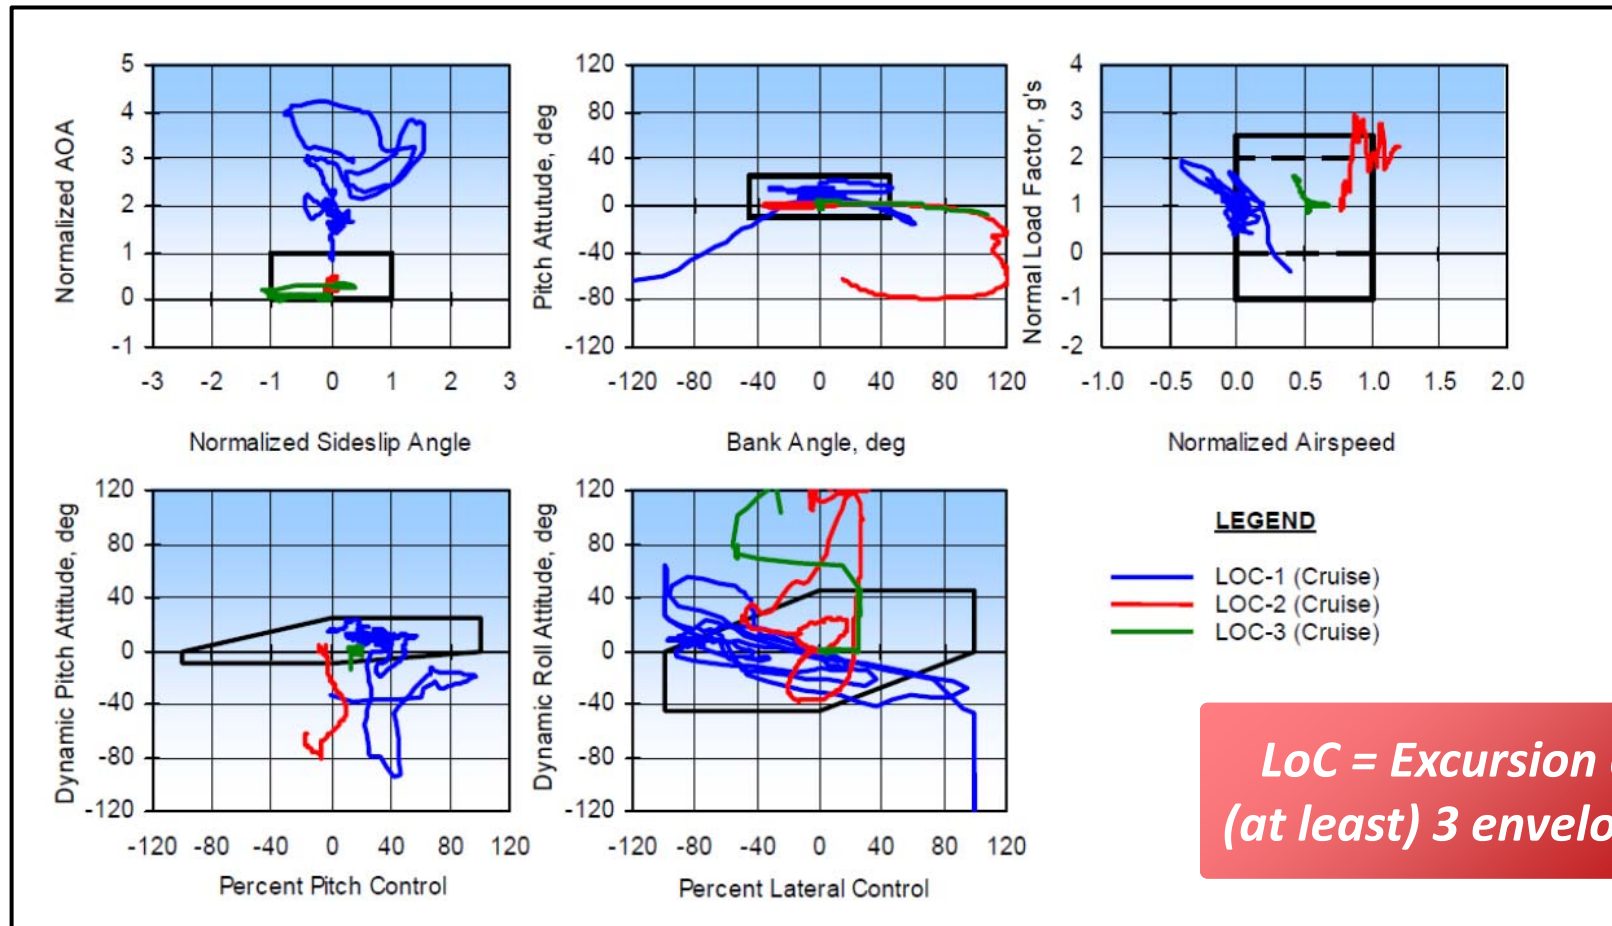 5
4
3
2
1
0
-1
-3 -2 -1 0 1 2 3
Normalized AOA
Normalized Sideslip Angle
120
80
40
0
-40
-80
-120
-120 -80 -40 0 40 80 120
Pitch Attutude, deg
Bank Angle, deg
4
3
2
1
0
-1
-2
-1.0 -0.5 0.0 0.5 1.0 1.5 2.0
Normal Load Factor, g's
Normalized Airspeed
120
80
40
0
-40
-80
-120
-120 -80 -40 0 40 80 120
Dynamic Pitch Attitude, deg
Percent Pitch Control
120
80
40
0
-40
-80
-120
-120 -80 -40 0 40 80 120
Dynamic Roll Attitude, deg
Percent Lateral Control
LEGEND
LOC-1 (Cruise)
LOC-2 (Cruise)
LOC-3 (Cruise)
LoC = Excursion
(at least) 3